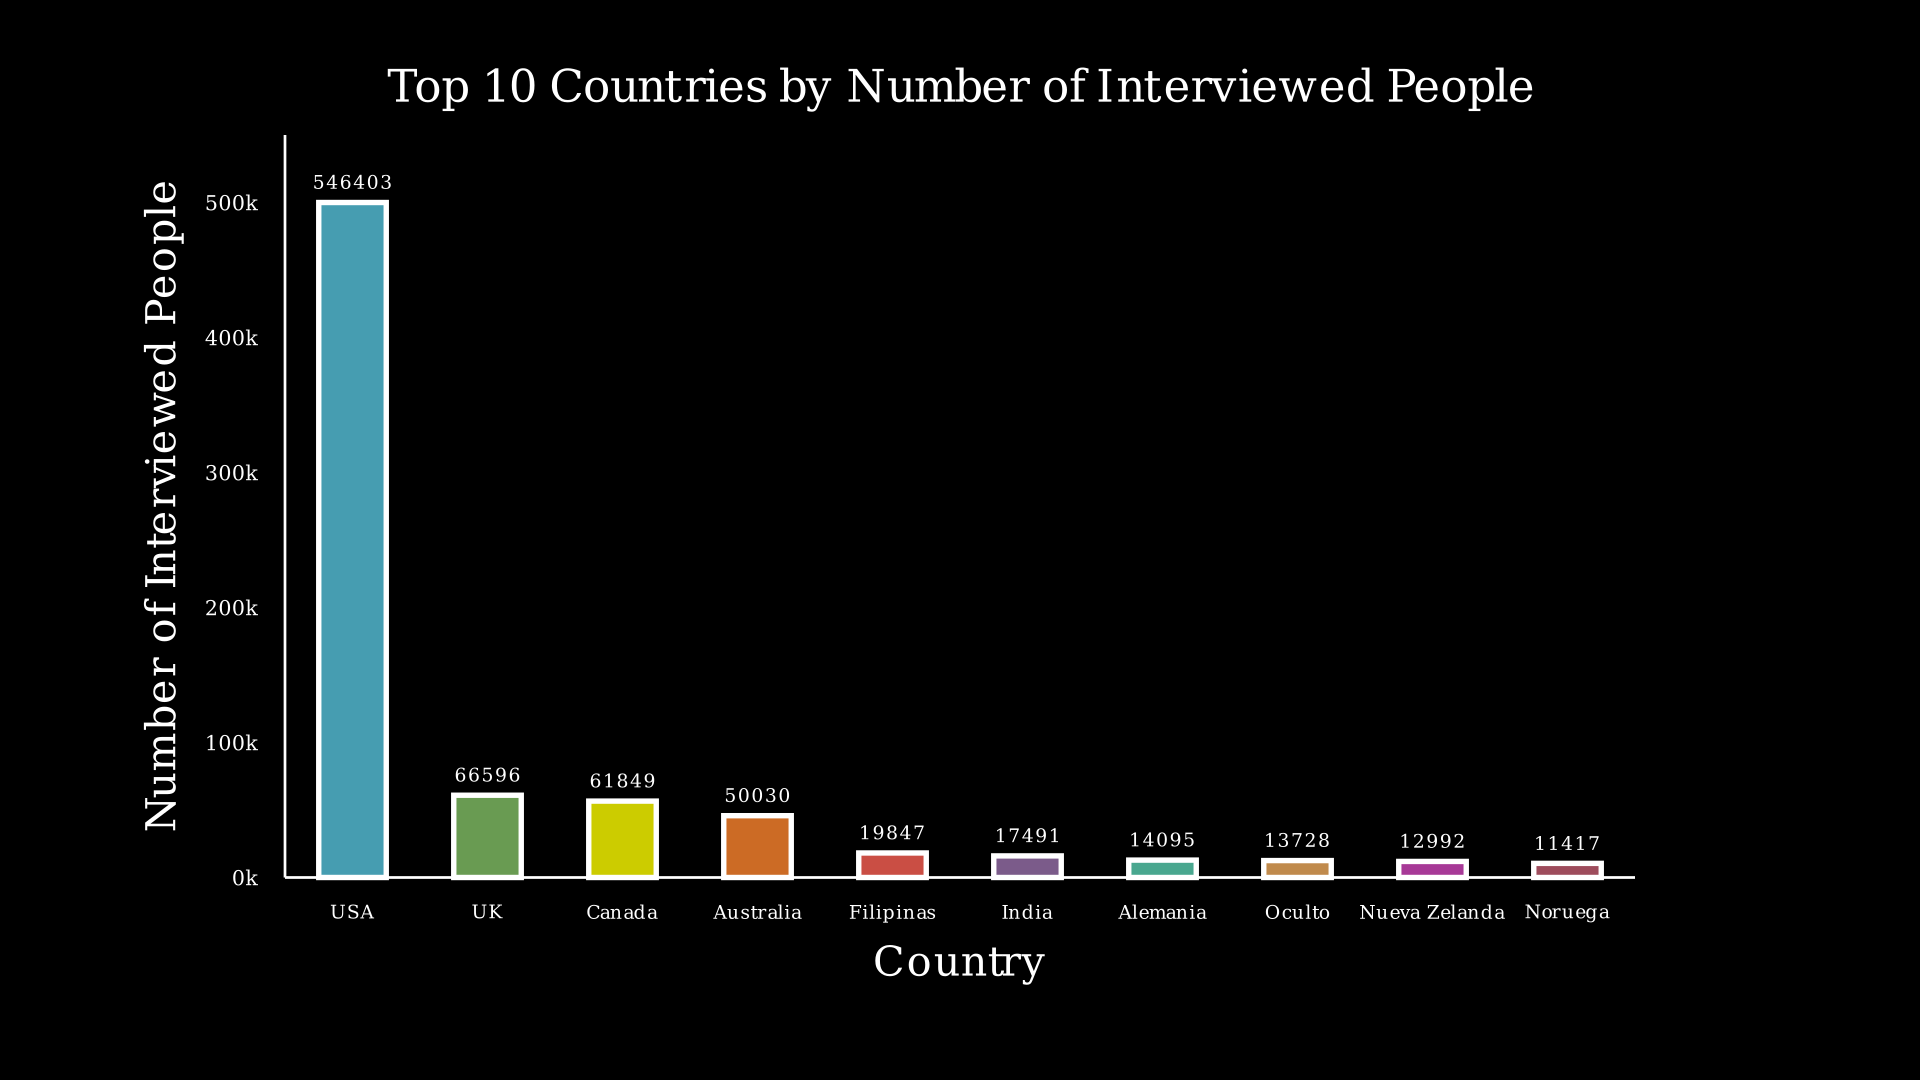 Top 10 Countries by Number of Interviewed People
Number of Interviewed People
500k
400k
300k
200k
100k
0k
546403
66596
61849
50030
19847
17491
14095
13728
12992
11417
USA
UK
Canada
Australia
Filipinas
India
Alemania
Oculto
Nueva Zelanda
Noruega
Country